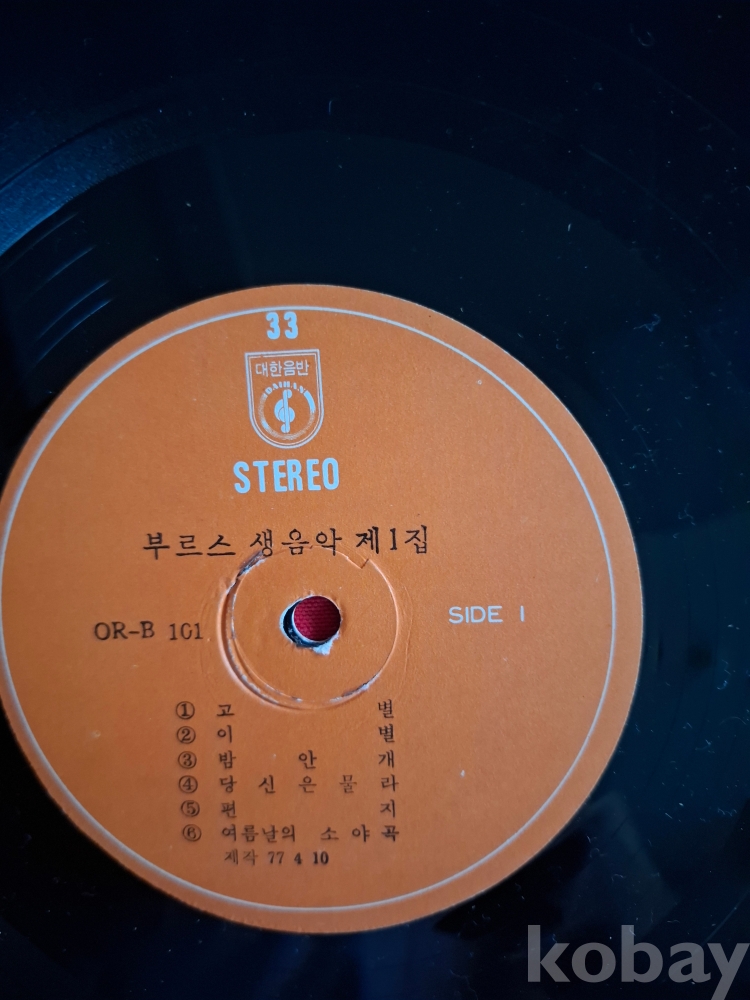 33
대한음반
DAIHAN
STEREO
부르스 생음악 제1집
OR-B 101
SIDE I
① 고별
② 이별
③ 밤안개
④ 당신은물라
⑤ 편지
⑥ 여름날의 소야곡
제작 77 4 10
kobay